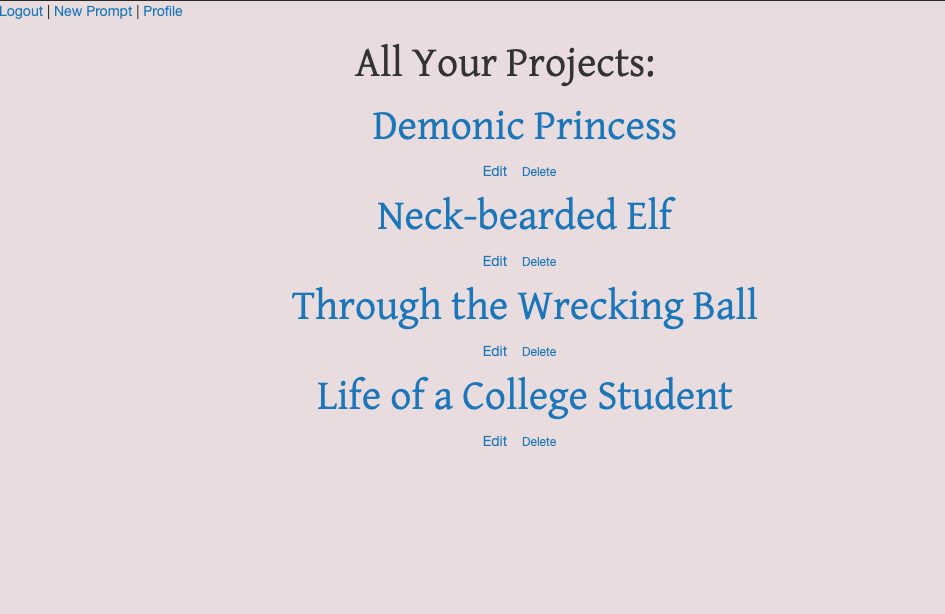 Logout | New Prompt | Profile
All Your Projects:
Demonic Princess
Edit Delete
Neck-bearded Elf
Edit Delete
Through the Wrecking Ball
Edit Delete
Life of a College Student
Edit Delete